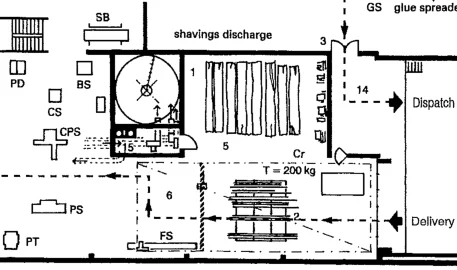 GS glue spreade
SB
shavings discharge
3
PD
BS
1
14
CS
Dispatch
CPS
15
5
Cr
T = 200 kg
6
PS
2
Delivery
FS
PT